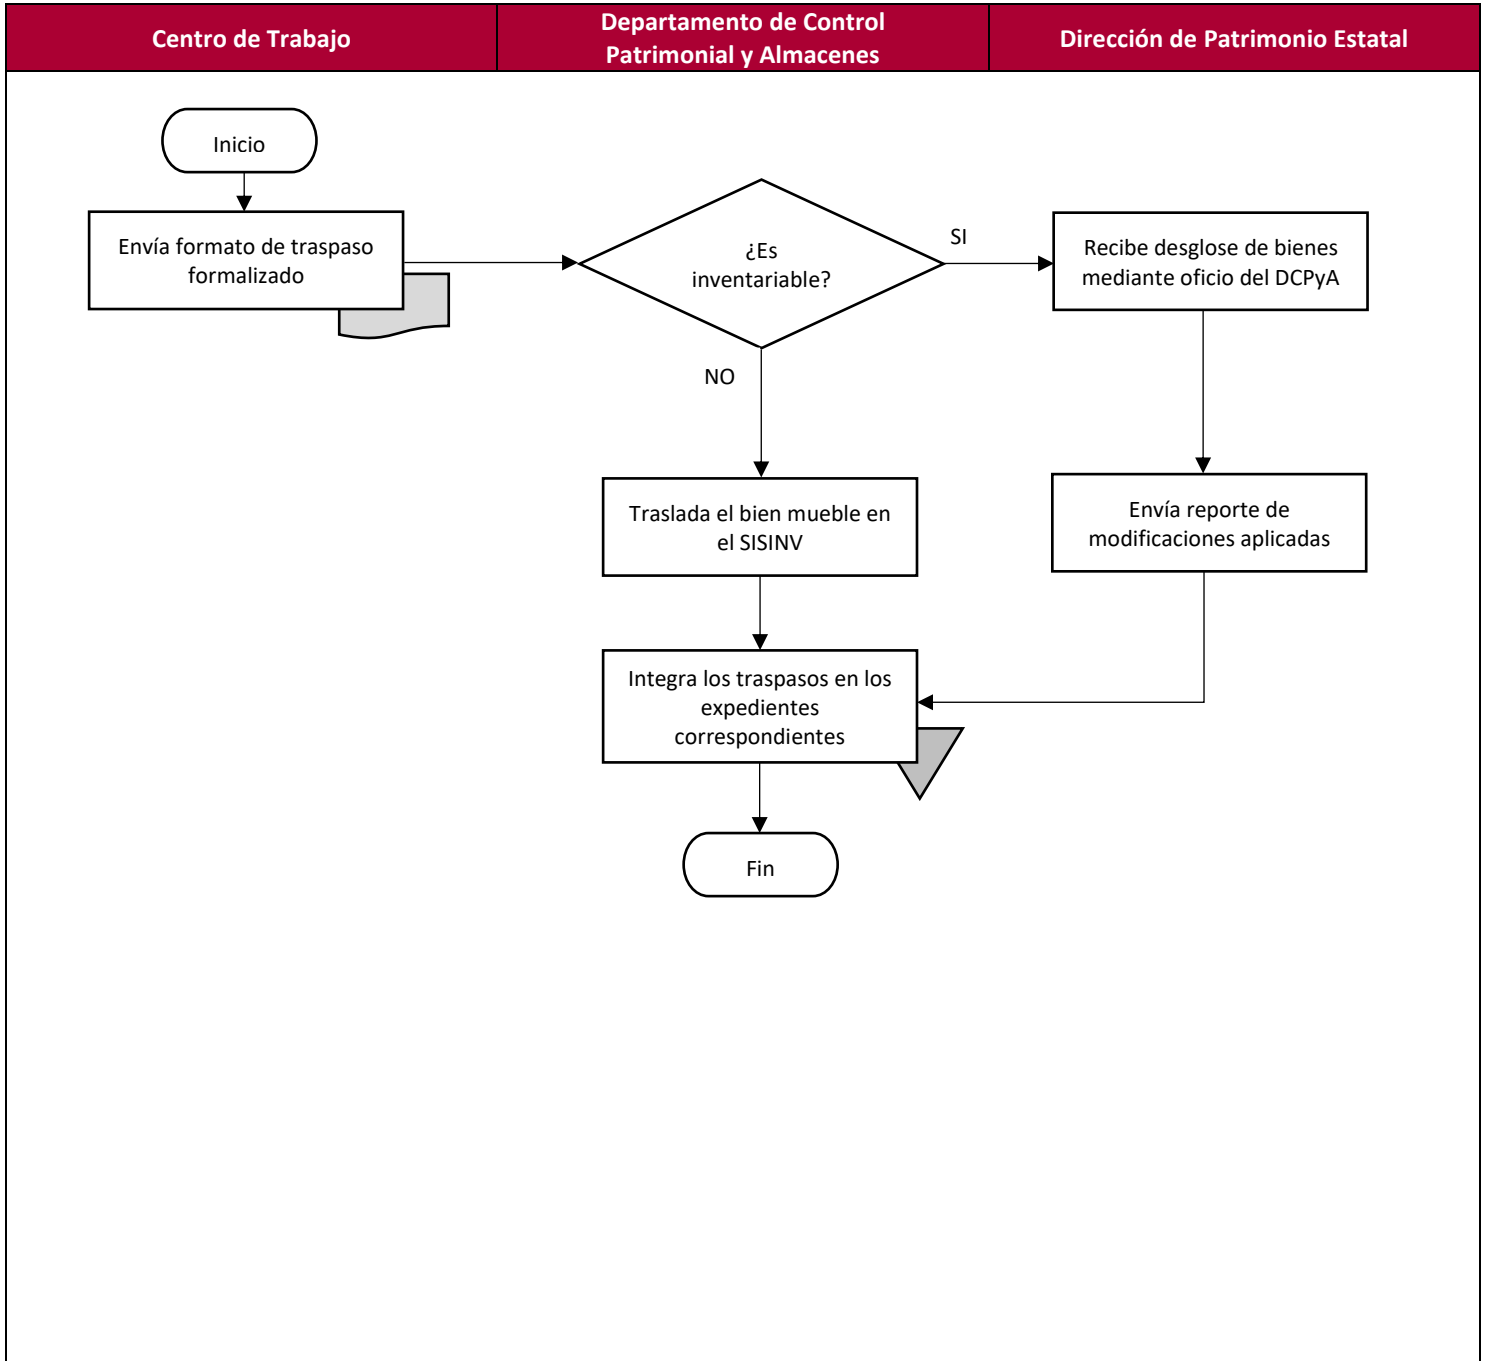 Centro de Trabajo
Departamento de Control
Patrimonial y Almacenes
Dirección de Patrimonio Estatal
Inicio
Envía formato de traspaso
formalizado
¿Es
inventariable?
SI
Recibe desglose de bienes
mediante oficio del DCPyA
NO
Traslada el bien mueble en
el SISINV
Envía reporte de
modificaciones aplicadas
Integra los traspasos en los
expedientes
correspondientes
Fin